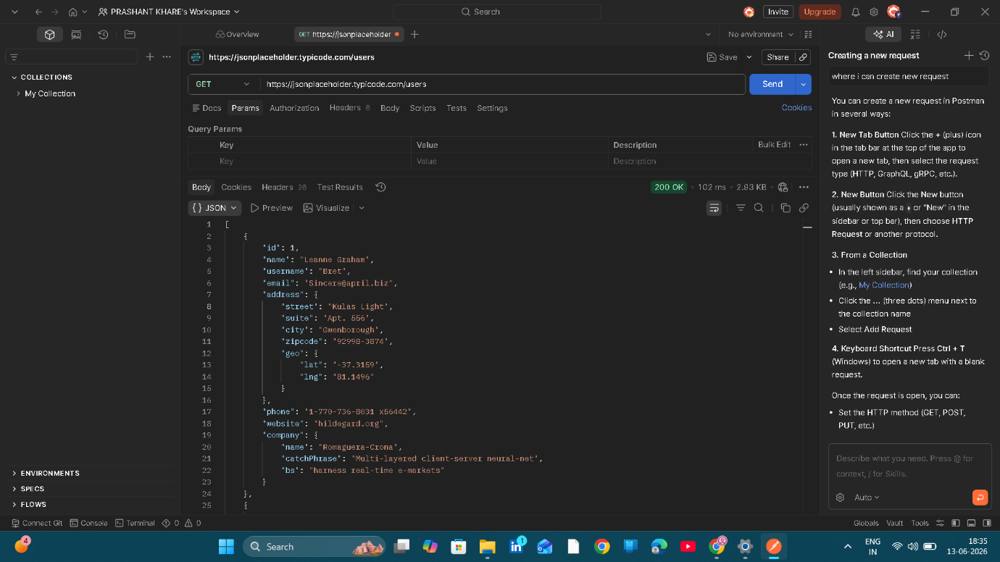 PRASHANT KHARE's Workspace
Search
Invite
Upgrade
Overview
GET https://jsonplaceholder
No environment
AI
https://jsonplaceholder.typicode.com/users
Save
Share
Creating a new request
COLLECTIONS
My Collection
GET
https://jsonplaceholder.typicode.com/users
Send
where i can create new request
Docs
Params
Authorization
Headers 6
Body
Scripts
Tests
Settings
Cookies
Query Params
Key
Value
Description
Bulk Edit
Key
Value
Description
Body
Cookies
Headers 26
Test Results
200 OK
102 ms
2.93 KB
{} JSON
Preview
Visualize
1 [
2 {
3 "id": 1,
4 "name": "Leanne Graham",
5 "username": "Bret",
6 "email": "Sincere@april.biz",
7 "address": {
8 "street": "Kulas Light",
9 "suite": "Apt. 556",
10 "city": "Gwenborough",
11 "zipcode": "92998-3874",
12 "geo": {
13 "lat": "-37.3159",
14 "lng": "81.1496"
15 }
16 },
17 "phone": "1-770-736-8031 x56442",
18 "website": "hildegard.org",
19 "company": {
20 "name": "Romaguera-Crona",
21 "catchPhrase": "Multi-layered client-server neural-net",
22 "bs": "harness real-time e-markets"
23 }
24 },
25 {
You can create a new request in Postman
in several ways:
1. New Tab Button Click the + (plus) icon
in the tab bar at the top of the app to
open a new tab, then select the request
type (HTTP, GraphQL, gRPC, etc.).
2. New Button Click the New button
(usually shown as a + or "New" in the
sidebar or top bar), then choose HTTP
Request or another protocol.
3. From a Collection
• In the left sidebar, find your collection
(e.g., My Collection)
• Click the ... (three dots) menu next to
the collection name
• Select Add Request
4. Keyboard Shortcut Press Ctrl + T
(Windows) to open a new tab with a blank
request.
Once the request is open, you can:
• Set the HTTP method (GET, POST,
PUT, etc.)
Describe what you need. Press @ for
context, / for Skills.
Auto
ENVIRONMENTS
SPECS
FLOWS
Connect Git
Console
Terminal
0
0
Globals
Vault
Tools
4
Search
1
ENG
IN
18:35
13-06-2026